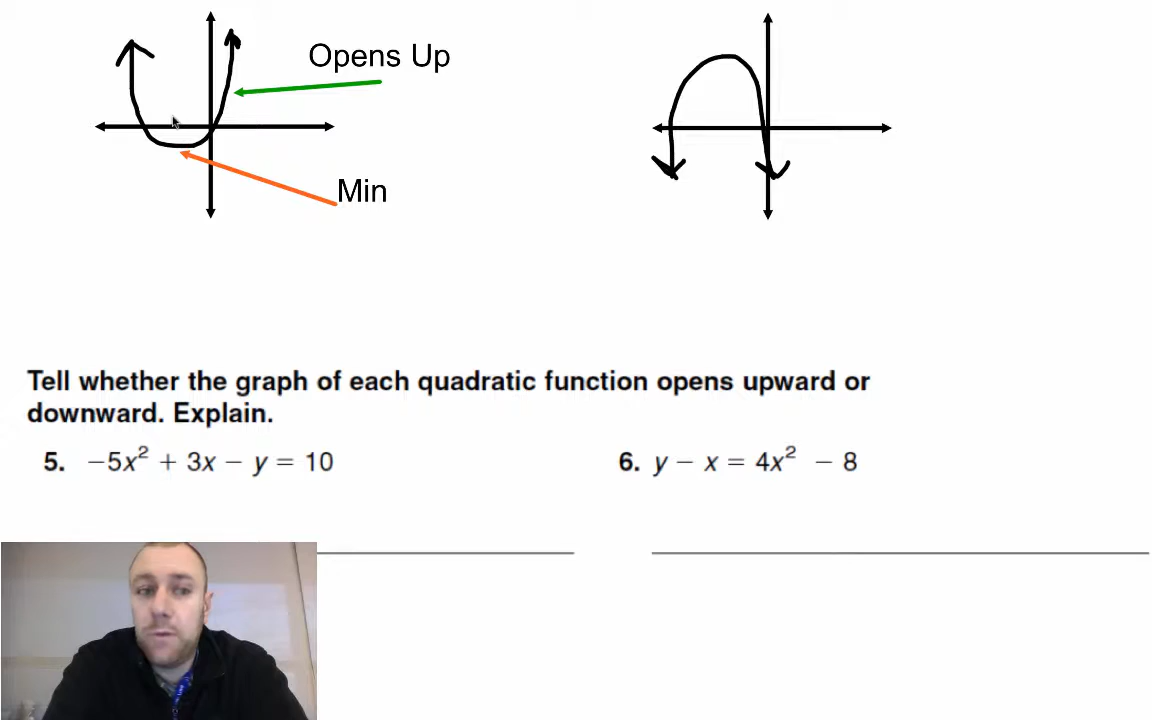 Opens Up
Min
Tell whether the graph of each quadratic function opens upward or
downward. Explain.
5. −5x² + 3x − y = 10
6. y − x = 4x² − 8